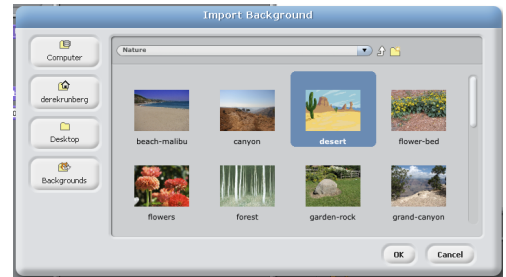 Import Background
Computer
derekrunberg
Desktop
Backgrounds
Nature
beach-malibu canyon desert flower-bed
flowers forest garden-rock grand-canyon
OK Cancel